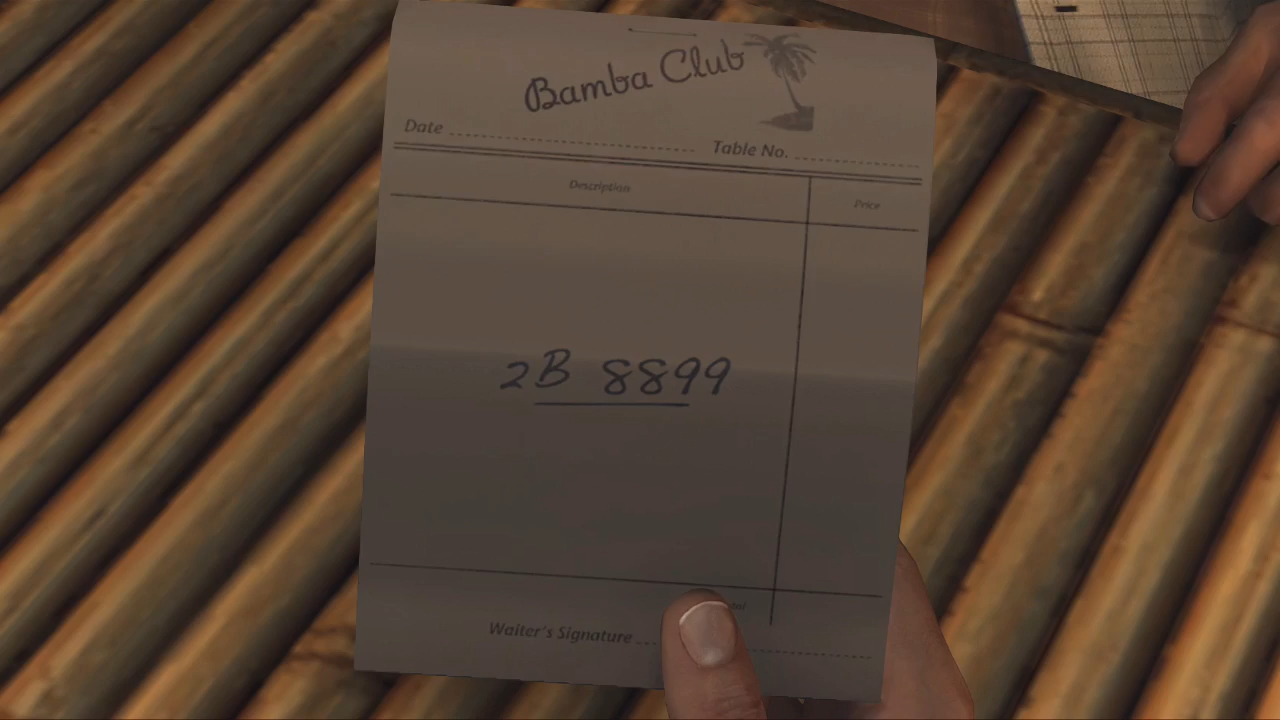 Bamba Club
Date Table No.
Description Price
2B 8899
Waiter's Signature